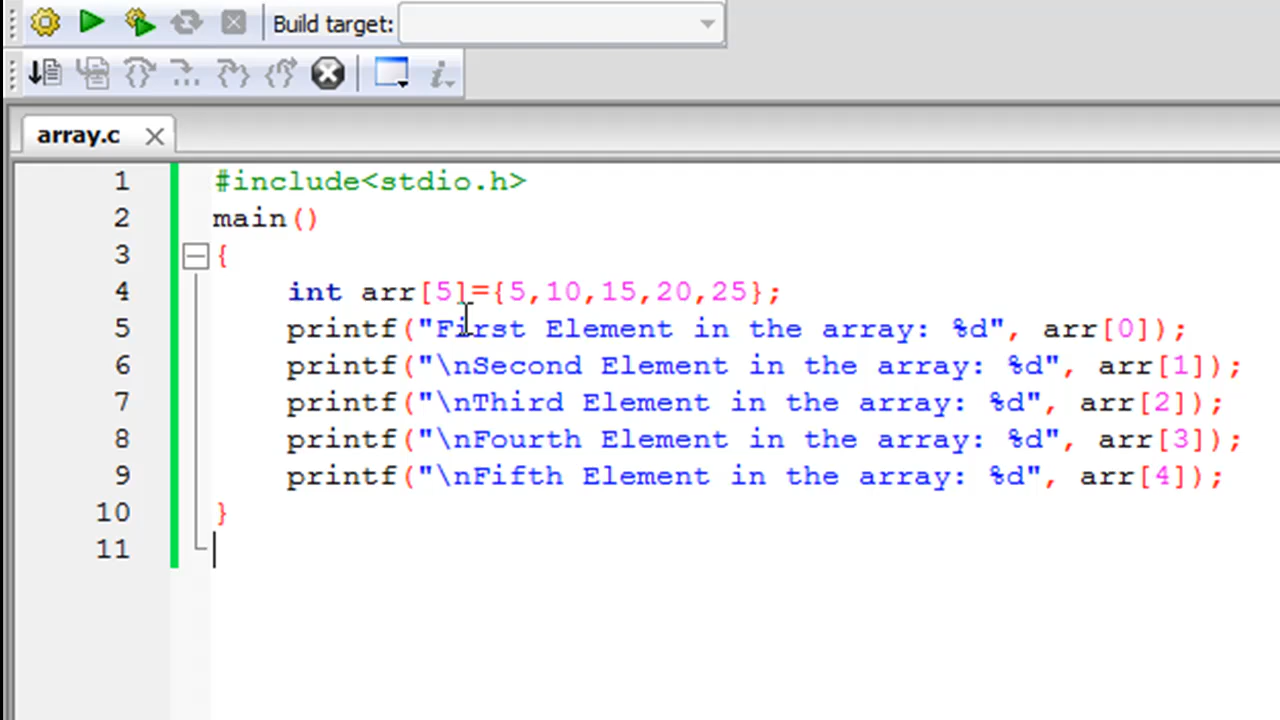 Build target:
array.c
1 #include<stdio.h>
2 main()
3 {
4 int arr[5]={5,10,15,20,25};
5 printf("First Element in the array: %d", arr[0]);
6 printf("\nSecond Element in the array: %d", arr[1]);
7 printf("\nThird Element in the array: %d", arr[2]);
8 printf("\nFourth Element in the array: %d", arr[3]);
9 printf("\nFifth Element in the array: %d", arr[4]);
10 }
11